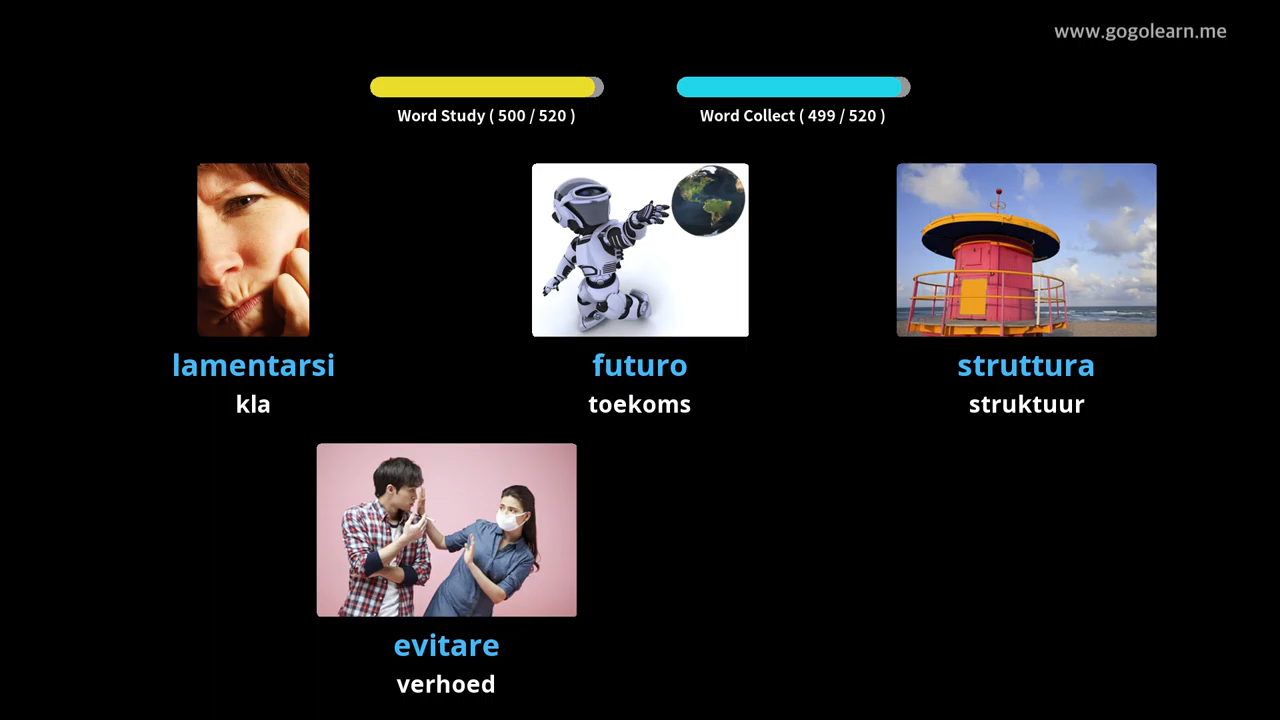 www.gogolearn.me
Word Study ( 500 / 520 )
Word Collect ( 499 / 520 )
lamentarsi
futuro
struttura
kla
toekoms
struktuur
evitare
verhoed